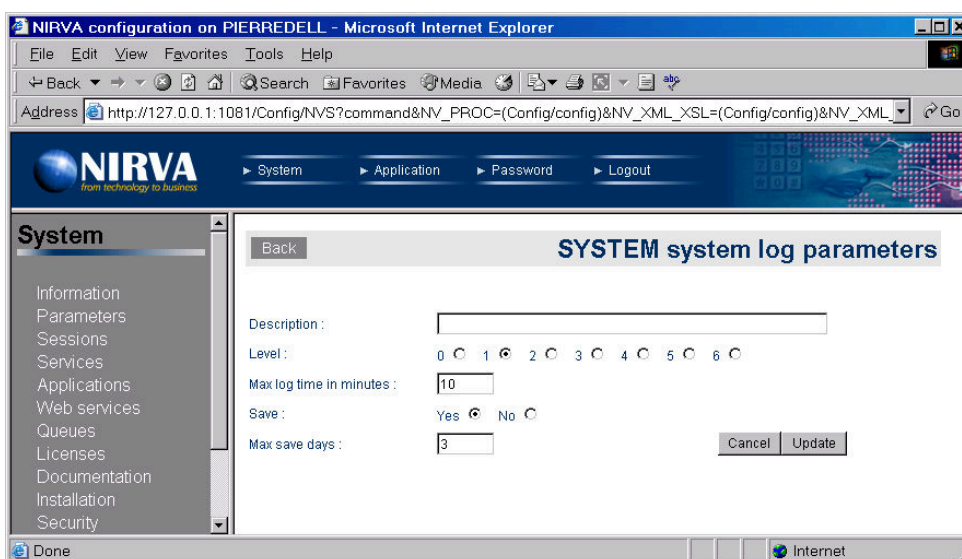 NIRVA configuration on PIERREDELL - Microsoft Internet Explorer
File Edit View Favorites Tools Help
Back Search Favorites Media
Address http://127.0.0.1:1081/Config/NVS?command&NV_PROC=(Config/config)&NV_XML_XSL=(Config/config)&NV_XML_ Go
NIRVA
from technology to business
System Application Password Logout
System
Information
Parameters
Sessions
Services
Applications
Web services
Queues
Licenses
Documentation
Installation
Security
Back SYSTEM system log parameters
Description :
Level : 0 1 2 3 4 5 6
Max log time in minutes : 10
Save : Yes No
Max save days : 3
Cancel Update
Done Internet